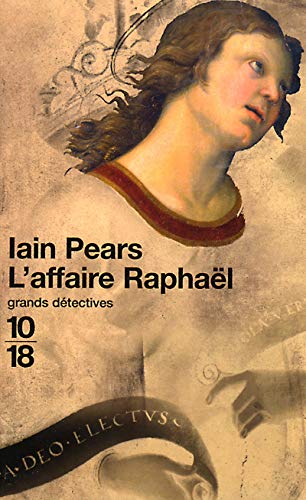 Iain Pears
L'affaire Raphaël
grands détectives
10
18
A·DEO·ELECTVS